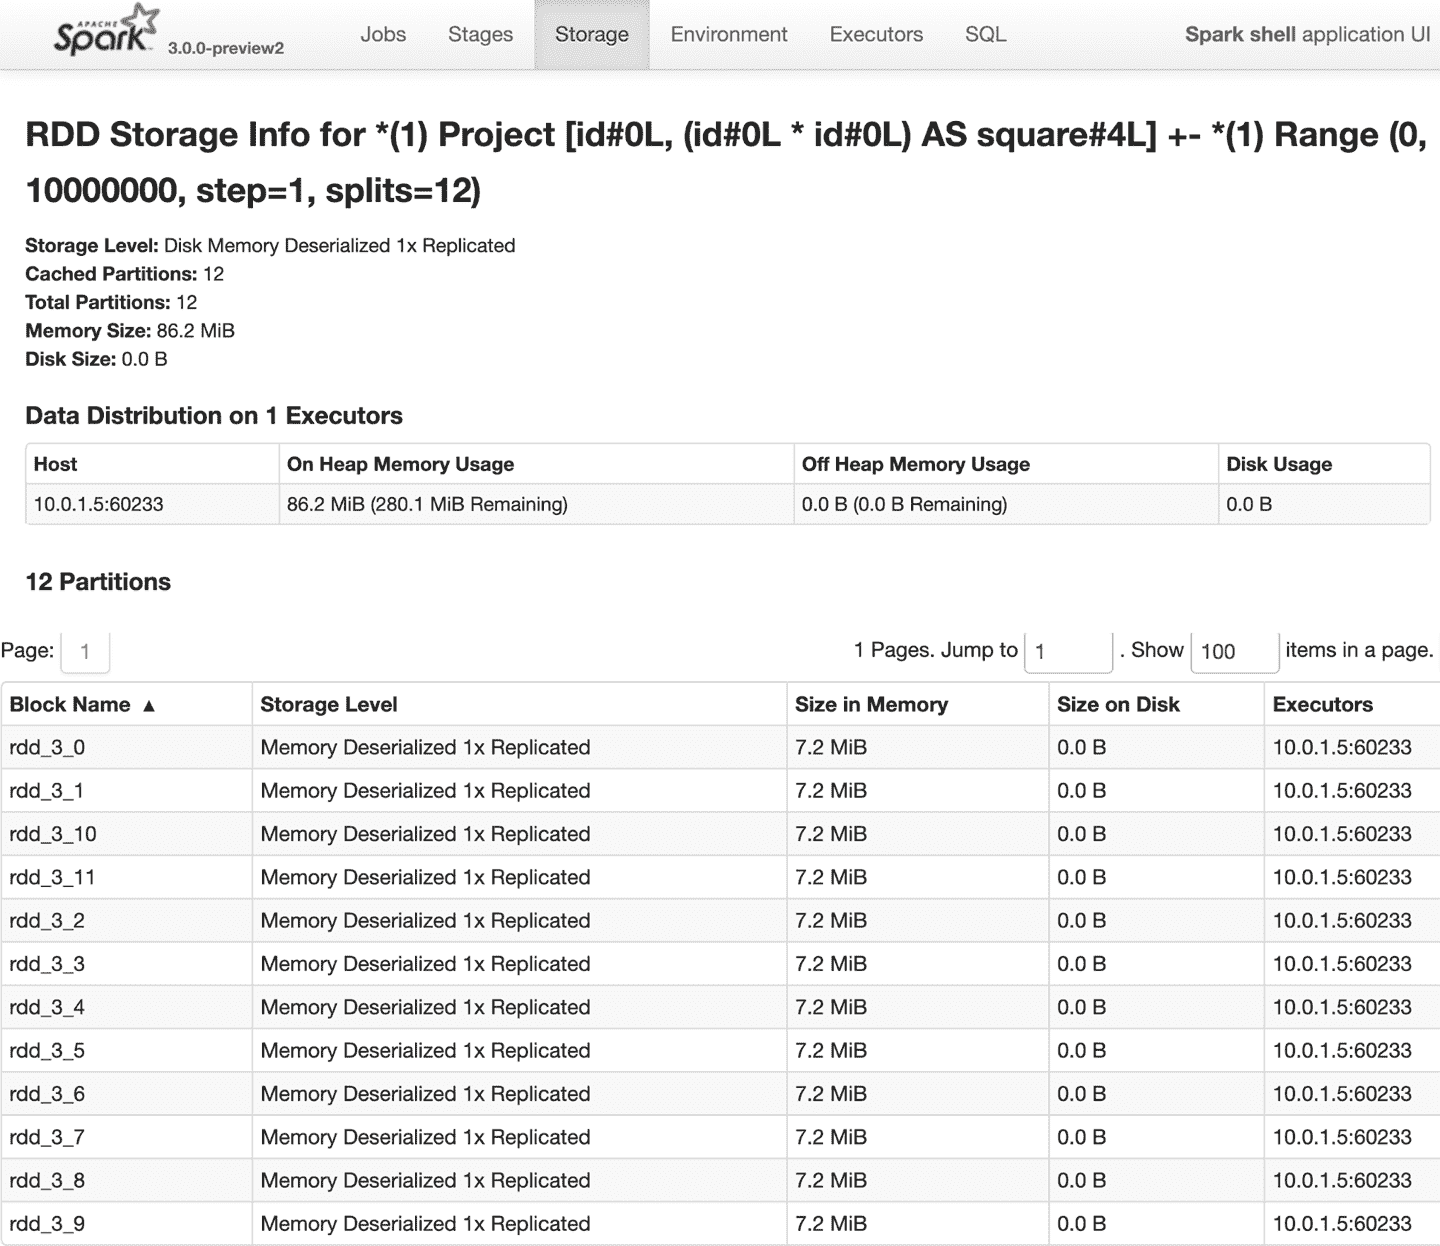 APACHE
Spark 3.0.0-preview2 Jobs Stages Storage Environment Executors SQL Spark shell application UI
RDD Storage Info for *(1) Project [id#0L, (id#0L * id#0L) AS square#4L] +- *(1) Range (0,
10000000, step=1, splits=12)
Storage Level: Disk Memory Deserialized 1x Replicated
Cached Partitions: 12
Total Partitions: 12
Memory Size: 86.2 MiB
Disk Size: 0.0 B
Data Distribution on 1 Executors
Host On Heap Memory Usage Off Heap Memory Usage Disk Usage
10.0.1.5:60233 86.2 MiB (280.1 MiB Remaining) 0.0 B (0.0 B Remaining) 0.0 B
12 Partitions
Page: 1 1 Pages. Jump to 1 . Show 100 items in a page.
Block Name ▲ Storage Level Size in Memory Size on Disk Executors
rdd_3_0 Memory Deserialized 1x Replicated 7.2 MiB 0.0 B 10.0.1.5:60233
rdd_3_1 Memory Deserialized 1x Replicated 7.2 MiB 0.0 B 10.0.1.5:60233
rdd_3_10 Memory Deserialized 1x Replicated 7.2 MiB 0.0 B 10.0.1.5:60233
rdd_3_11 Memory Deserialized 1x Replicated 7.2 MiB 0.0 B 10.0.1.5:60233
rdd_3_2 Memory Deserialized 1x Replicated 7.2 MiB 0.0 B 10.0.1.5:60233
rdd_3_3 Memory Deserialized 1x Replicated 7.2 MiB 0.0 B 10.0.1.5:60233
rdd_3_4 Memory Deserialized 1x Replicated 7.2 MiB 0.0 B 10.0.1.5:60233
rdd_3_5 Memory Deserialized 1x Replicated 7.2 MiB 0.0 B 10.0.1.5:60233
rdd_3_6 Memory Deserialized 1x Replicated 7.2 MiB 0.0 B 10.0.1.5:60233
rdd_3_7 Memory Deserialized 1x Replicated 7.2 MiB 0.0 B 10.0.1.5:60233
rdd_3_8 Memory Deserialized 1x Replicated 7.2 MiB 0.0 B 10.0.1.5:60233
rdd_3_9 Memory Deserialized 1x Replicated 7.2 MiB 0.0 B 10.0.1.5:60233